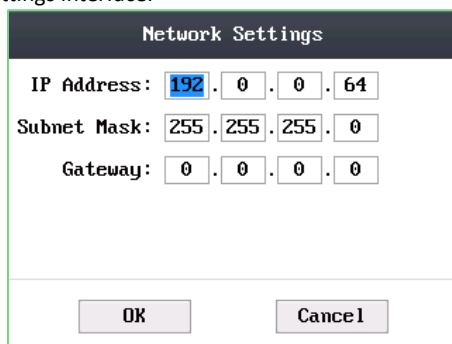 Network Settings
IP Address: 192 . 0 . 0 . 64
Subnet Mask: 255 . 255 . 255 . 0
Gateway: 0 . 0 . 0 . 0
OK Cancel